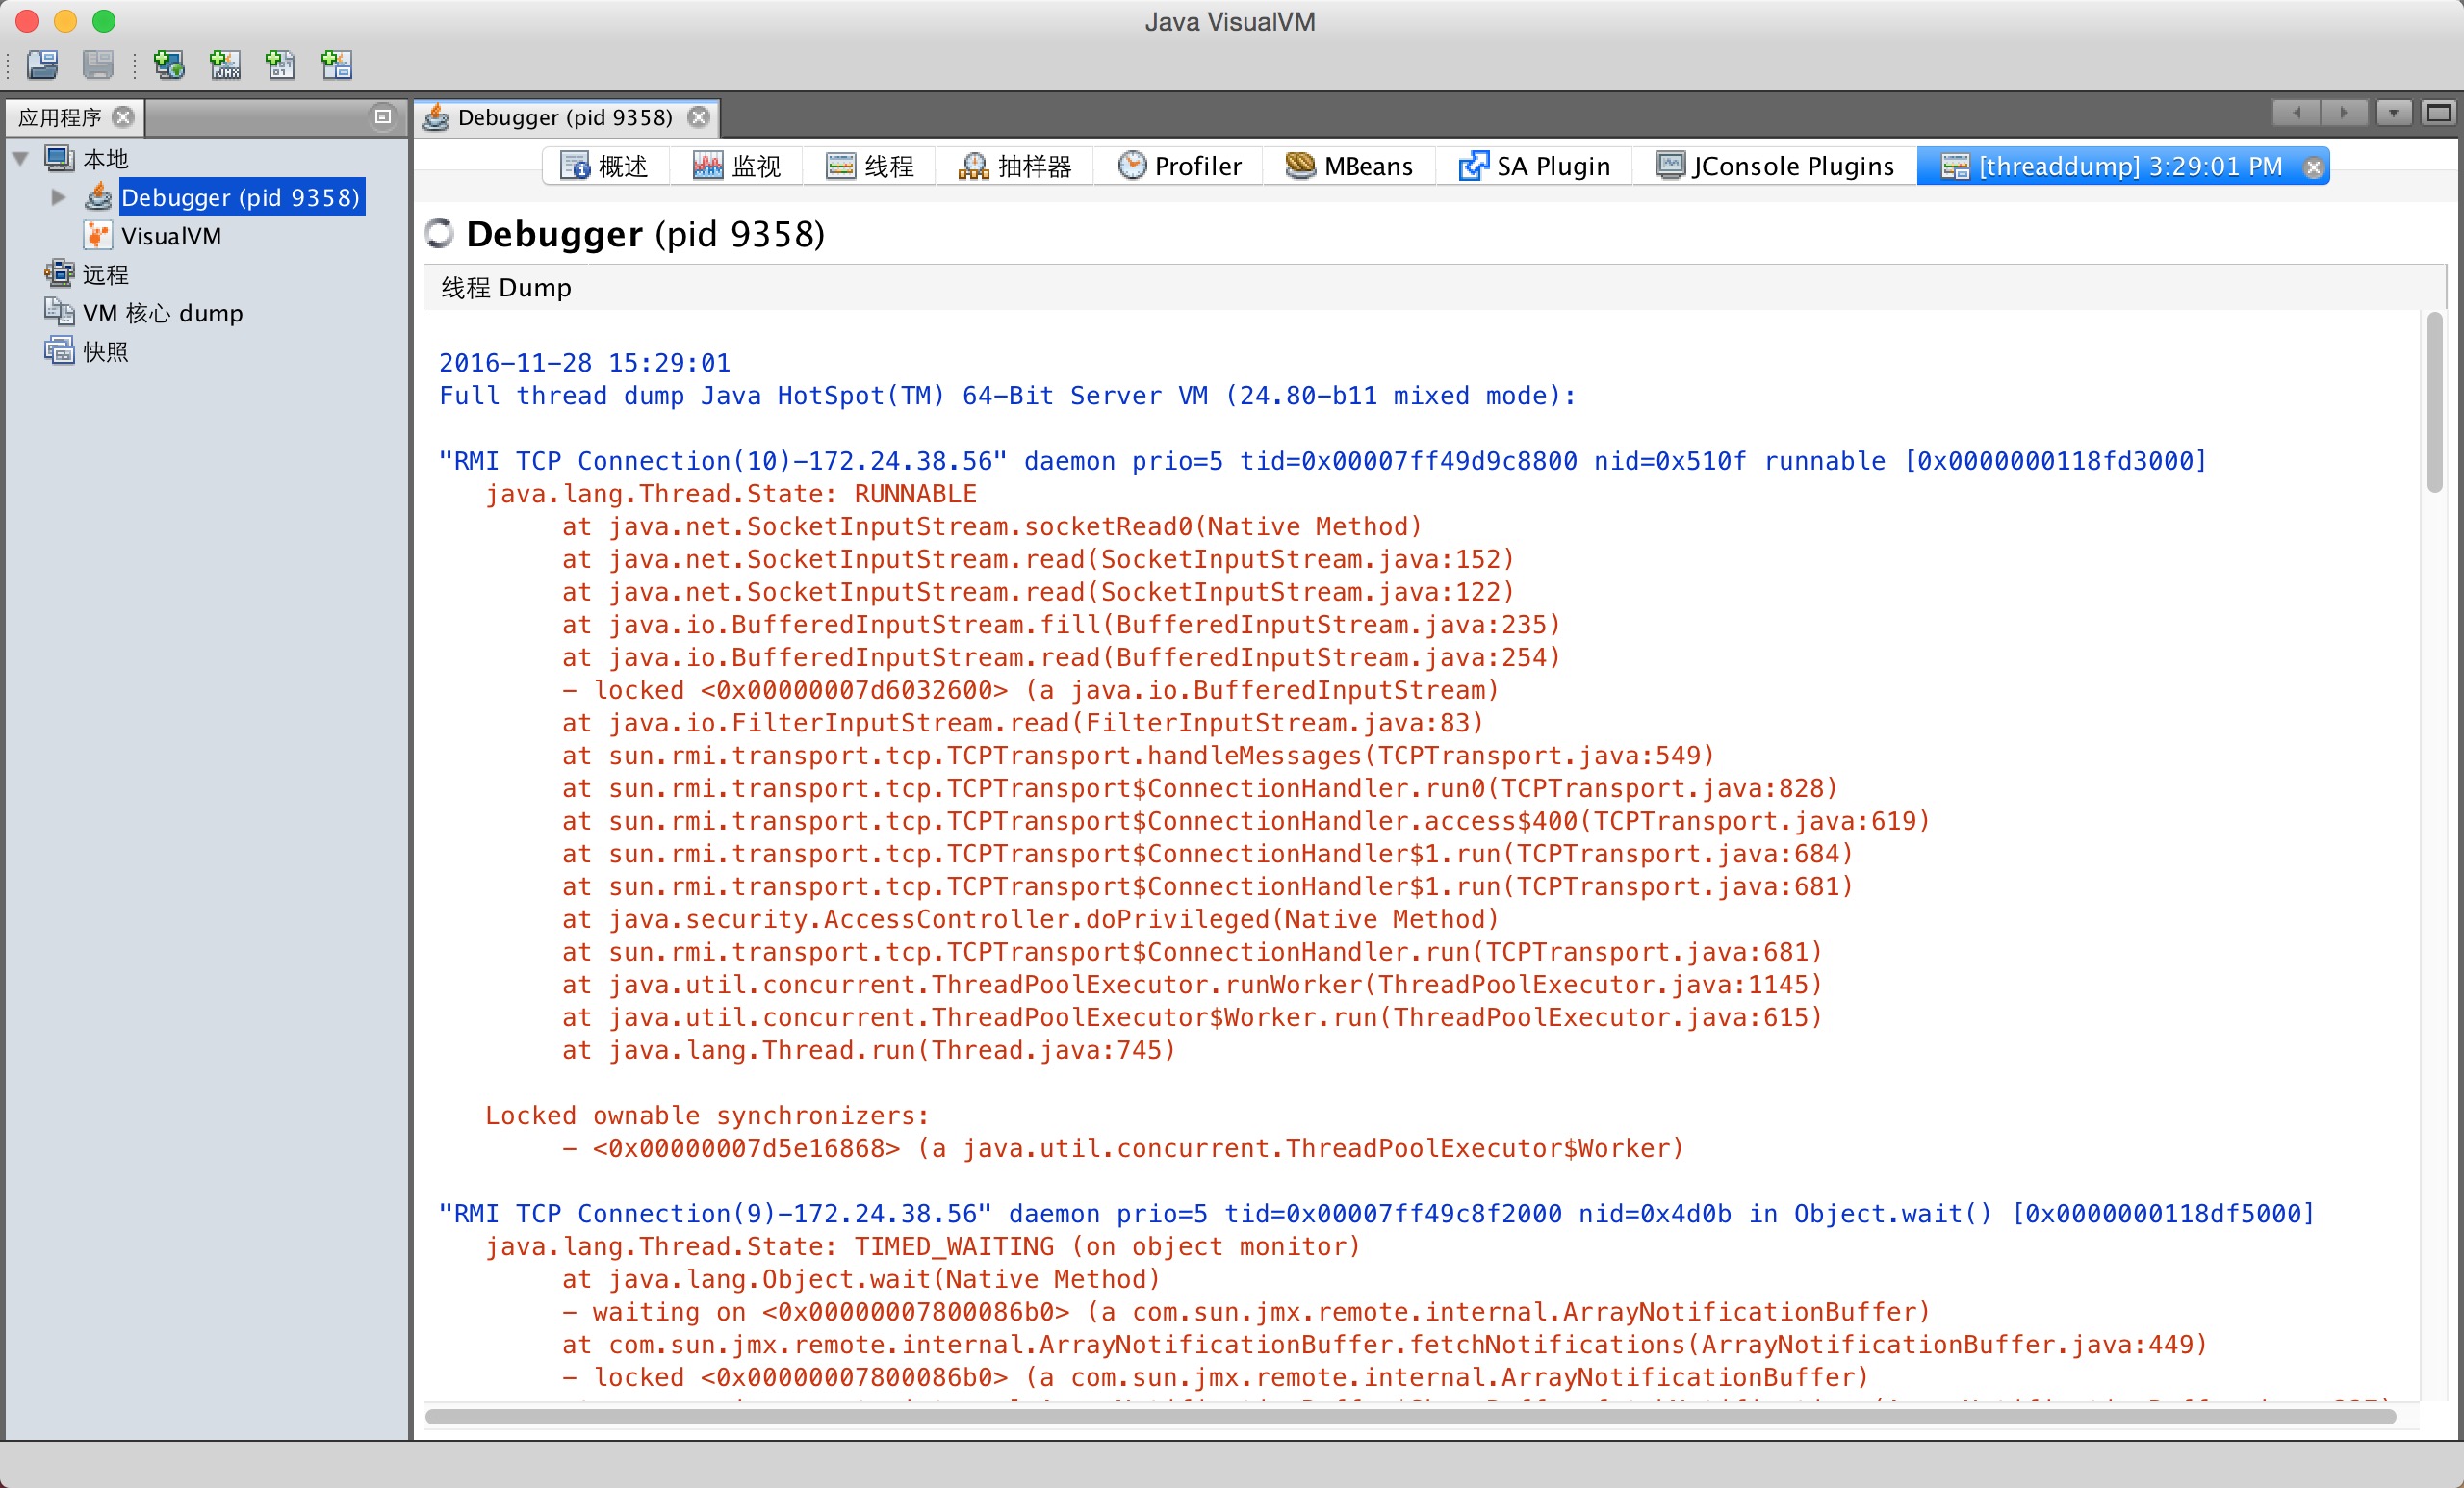 Java VisualVM
JMX
应用程序
本地
Debugger (pid 9358)
VisualVM
远程
VM 核心 dump
快照
Debugger (pid 9358)
概述 监视 线程 抽样器 Profiler MBeans SA Plugin JConsole Plugins [threaddump] 3:29:01 PM
Debugger (pid 9358)
线程 Dump
2016-11-28 15:29:01
Full thread dump Java HotSpot(TM) 64-Bit Server VM (24.80-b11 mixed mode):
"RMI TCP Connection(10)-172.24.38.56" daemon prio=5 tid=0x00007ff49d9c8800 nid=0x510f runnable [0x0000000118fd3000]
java.lang.Thread.State: RUNNABLE
at java.net.SocketInputStream.socketRead0(Native Method)
at java.net.SocketInputStream.read(SocketInputStream.java:152)
at java.net.SocketInputStream.read(SocketInputStream.java:122)
at java.io.BufferedInputStream.fill(BufferedInputStream.java:235)
at java.io.BufferedInputStream.read(BufferedInputStream.java:254)
- locked <0x00000007d6032600> (a java.io.BufferedInputStream)
at java.io.FilterInputStream.read(FilterInputStream.java:83)
at sun.rmi.transport.tcp.TCPTransport.handleMessages(TCPTransport.java:549)
at sun.rmi.transport.tcp.TCPTransport$ConnectionHandler.run0(TCPTransport.java:828)
at sun.rmi.transport.tcp.TCPTransport$ConnectionHandler.access$400(TCPTransport.java:619)
at sun.rmi.transport.tcp.TCPTransport$ConnectionHandler$1.run(TCPTransport.java:684)
at sun.rmi.transport.tcp.TCPTransport$ConnectionHandler$1.run(TCPTransport.java:681)
at java.security.AccessController.doPrivileged(Native Method)
at sun.rmi.transport.tcp.TCPTransport$ConnectionHandler.run(TCPTransport.java:681)
at java.util.concurrent.ThreadPoolExecutor.runWorker(ThreadPoolExecutor.java:1145)
at java.util.concurrent.ThreadPoolExecutor$Worker.run(ThreadPoolExecutor.java:615)
at java.lang.Thread.run(Thread.java:745)
Locked ownable synchronizers:
- <0x00000007d5e16868> (a java.util.concurrent.ThreadPoolExecutor$Worker)
"RMI TCP Connection(9)-172.24.38.56" daemon prio=5 tid=0x00007ff49c8f2000 nid=0x4d0b in Object.wait() [0x0000000118df5000]
java.lang.Thread.State: TIMED_WAITING (on object monitor)
at java.lang.Object.wait(Native Method)
- waiting on <0x00000007800086b0> (a com.sun.jmx.remote.internal.ArrayNotificationBuffer)
at com.sun.jmx.remote.internal.ArrayNotificationBuffer.fetchNotifications(ArrayNotificationBuffer.java:449)
- locked <0x00000007800086b0> (a com.sun.jmx.remote.internal.ArrayNotificationBuffer)